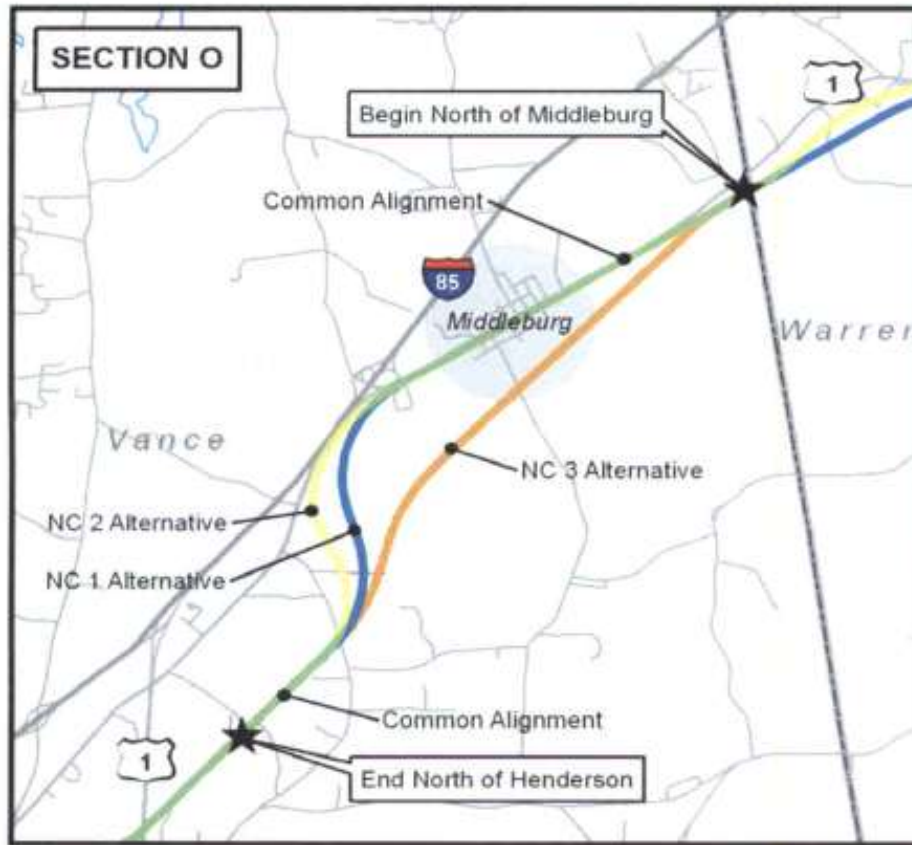 SECTION O
1
Begin North of Middleburg
Common Alignment
85
Middleburg
Warren
Vance
NC 3 Alternative
NC 2 Alternative
NC 1 Alternative
Common Alignment
1
End North of Henderson